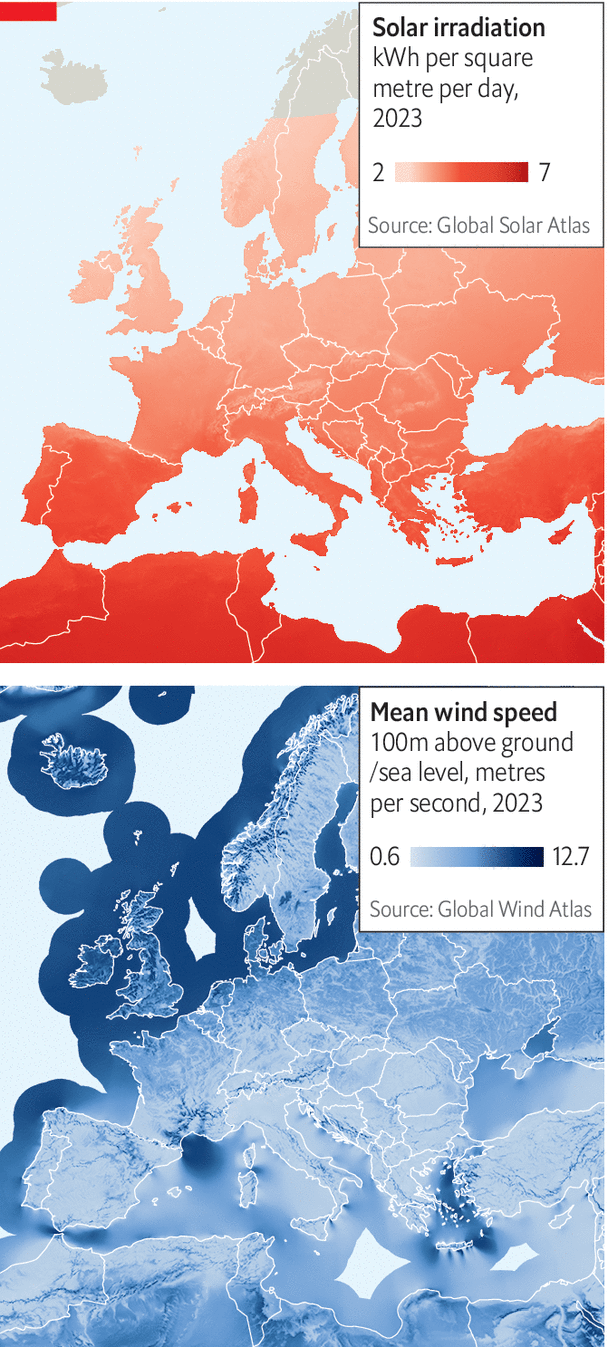 Solar irradiation
kWh per square
metre per day,
2023
2 7
Source: Global Solar Atlas
Mean wind speed
100m above ground
/sea level, metres
per second, 2023
0.6 12.7
Source: Global Wind Atlas